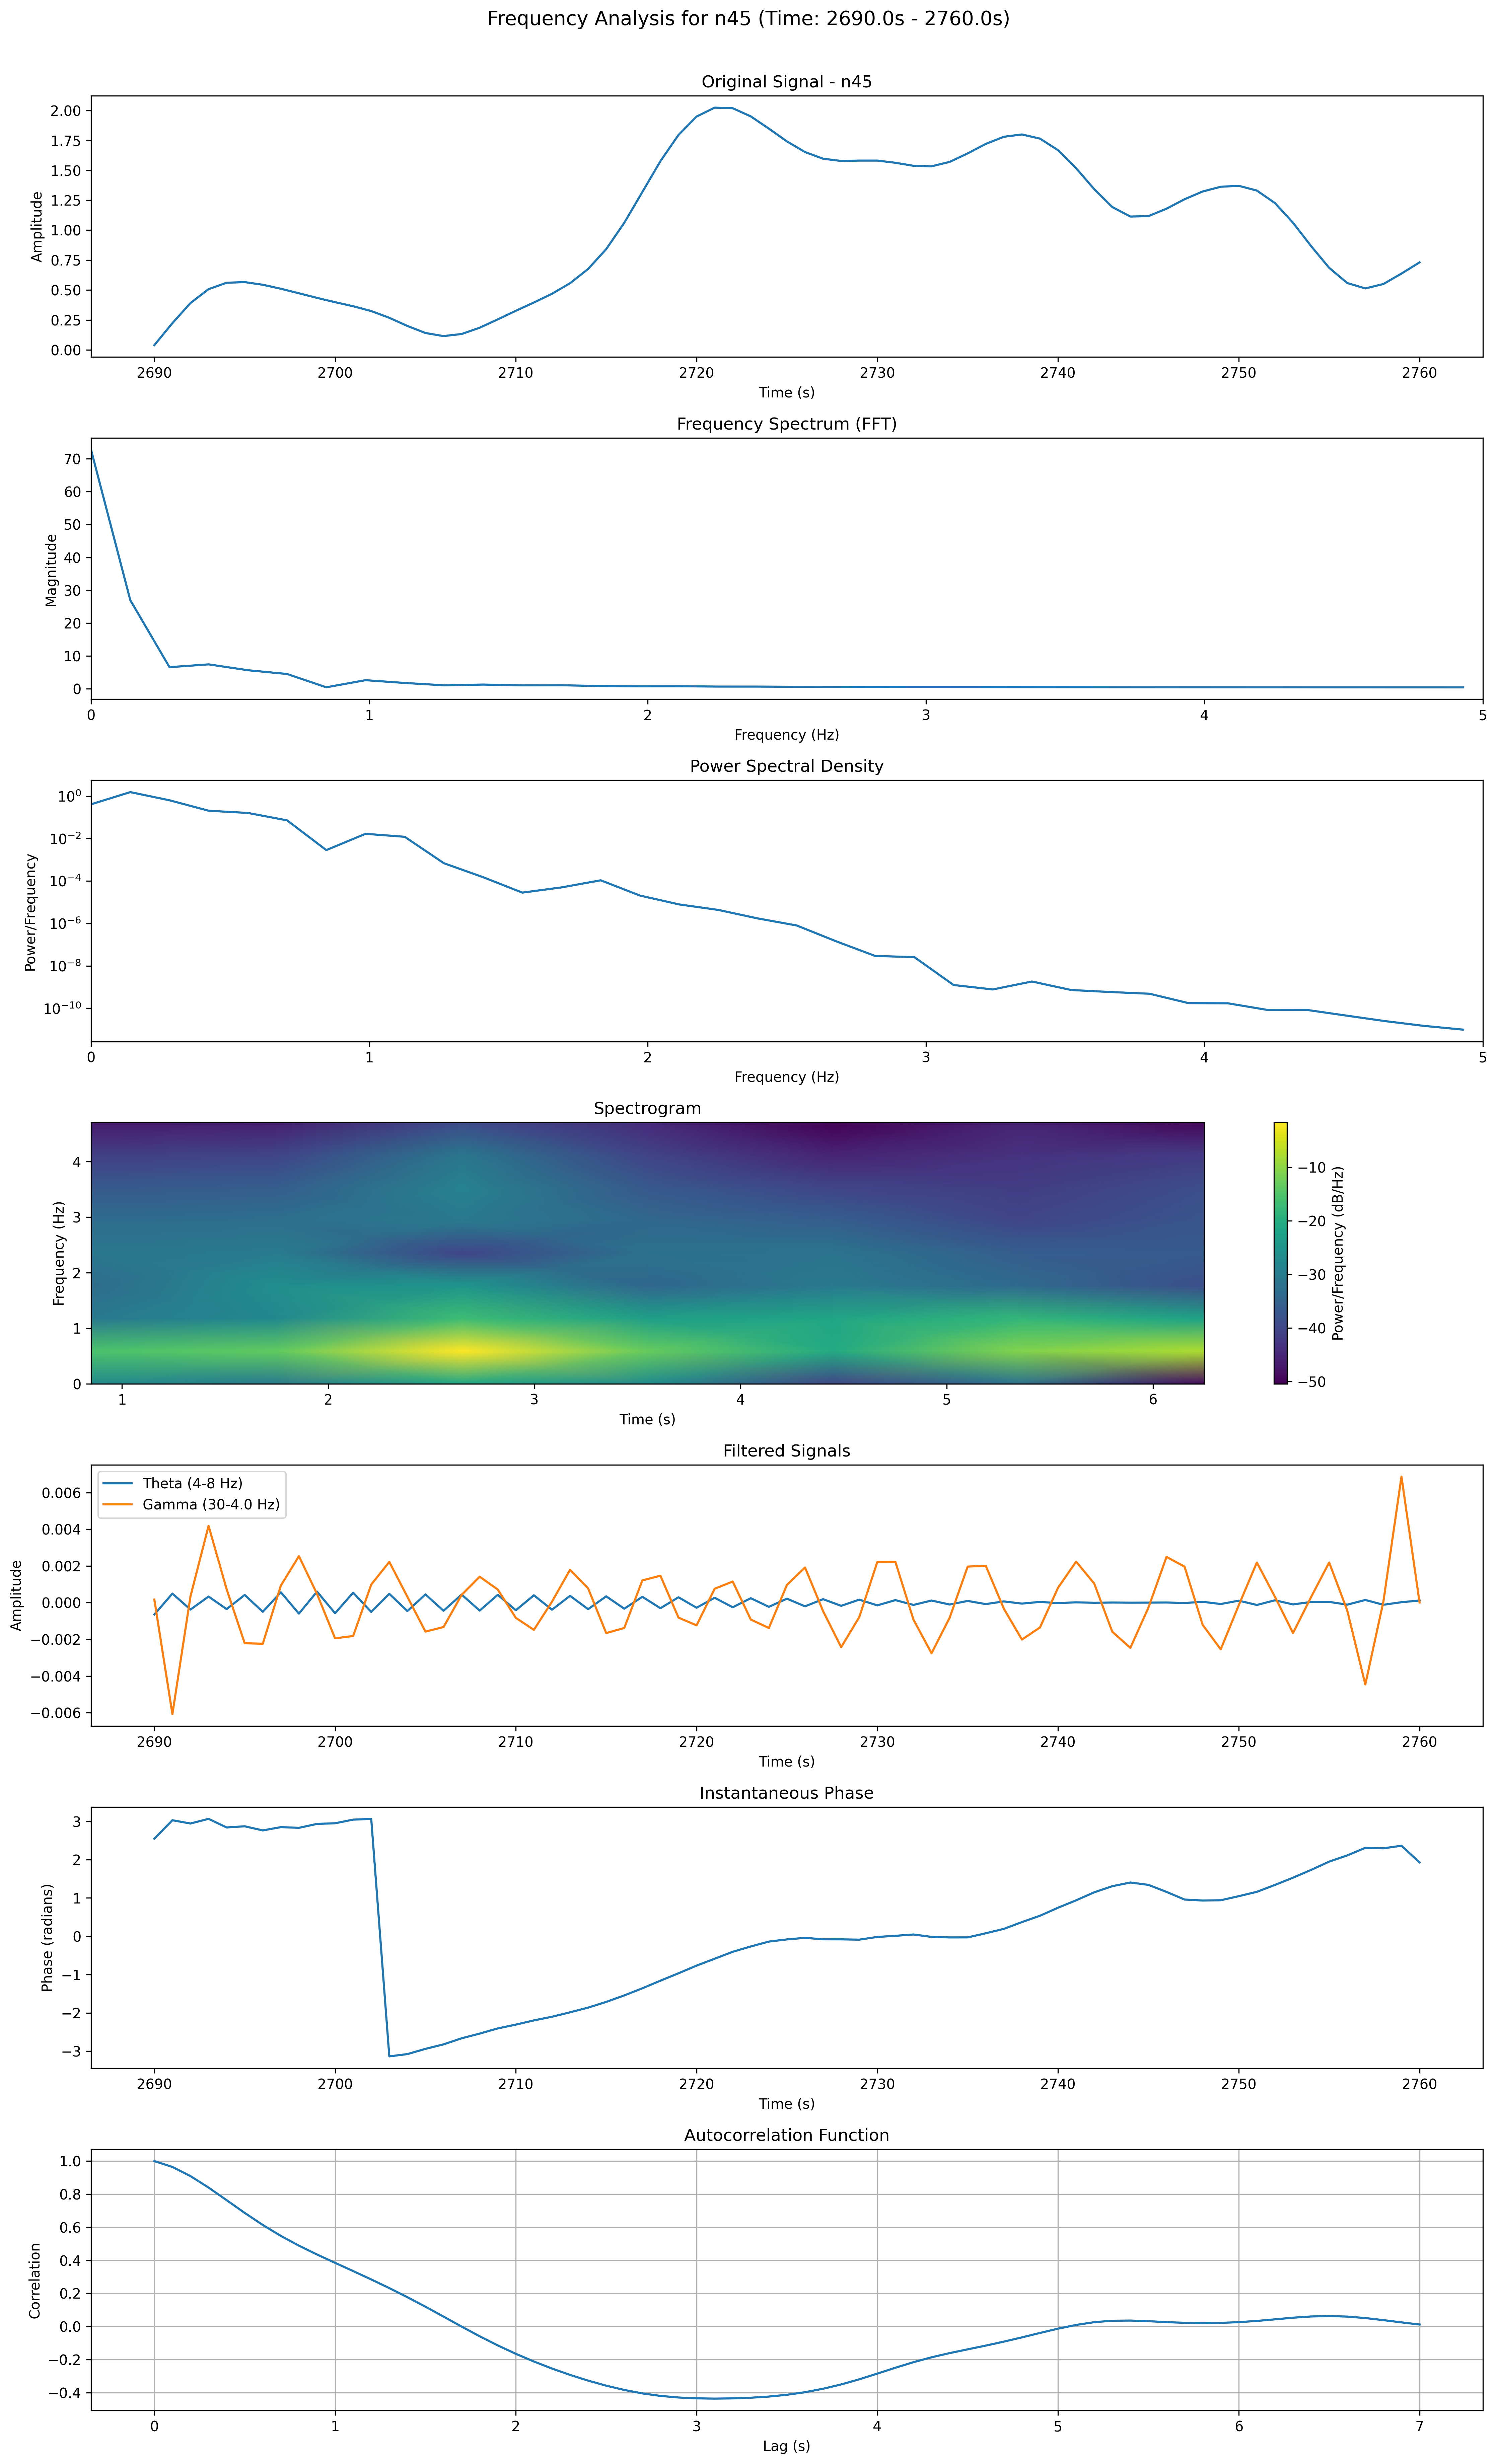 Frequency Analysis for n45 (Time: 2690.0s - 2760.0s)
Original Signal - n45
2.00
1.75
1.50
1.25
1.00
0.75
0.50
0.25
0.00
Amplitude
2690 2700 2710 2720 2730 2740 2750 2760
Time (s)
Frequency Spectrum (FFT)
70
60
50
40
30
20
10
0
Magnitude
0 1 2 3 4 5
Frequency (Hz)
Power Spectral Density
10⁰
10⁻²
10⁻⁴
10⁻⁶
10⁻⁸
10⁻¹⁰
Power/Frequency
0 1 2 3 4 5
Frequency (Hz)
Spectrogram
4
3
2
1
0
Frequency (Hz)
1 2 3 4 5 6
Time (s)
−10
−20
−30
−40
−50
Power/Frequency (dB/Hz)
Filtered Signals
Theta (4-8 Hz)
Gamma (30-4.0 Hz)
0.006
0.004
0.002
0.000
−0.002
−0.004
−0.006
Amplitude
2690 2700 2710 2720 2730 2740 2750 2760
Time (s)
Instantaneous Phase
3
2
1
0
−1
−2
−3
Phase (radians)
2690 2700 2710 2720 2730 2740 2750 2760
Time (s)
Autocorrelation Function
1.0
0.8
0.6
0.4
0.2
0.0
−0.2
−0.4
Correlation
0 1 2 3 4 5 6 7
Lag (s)